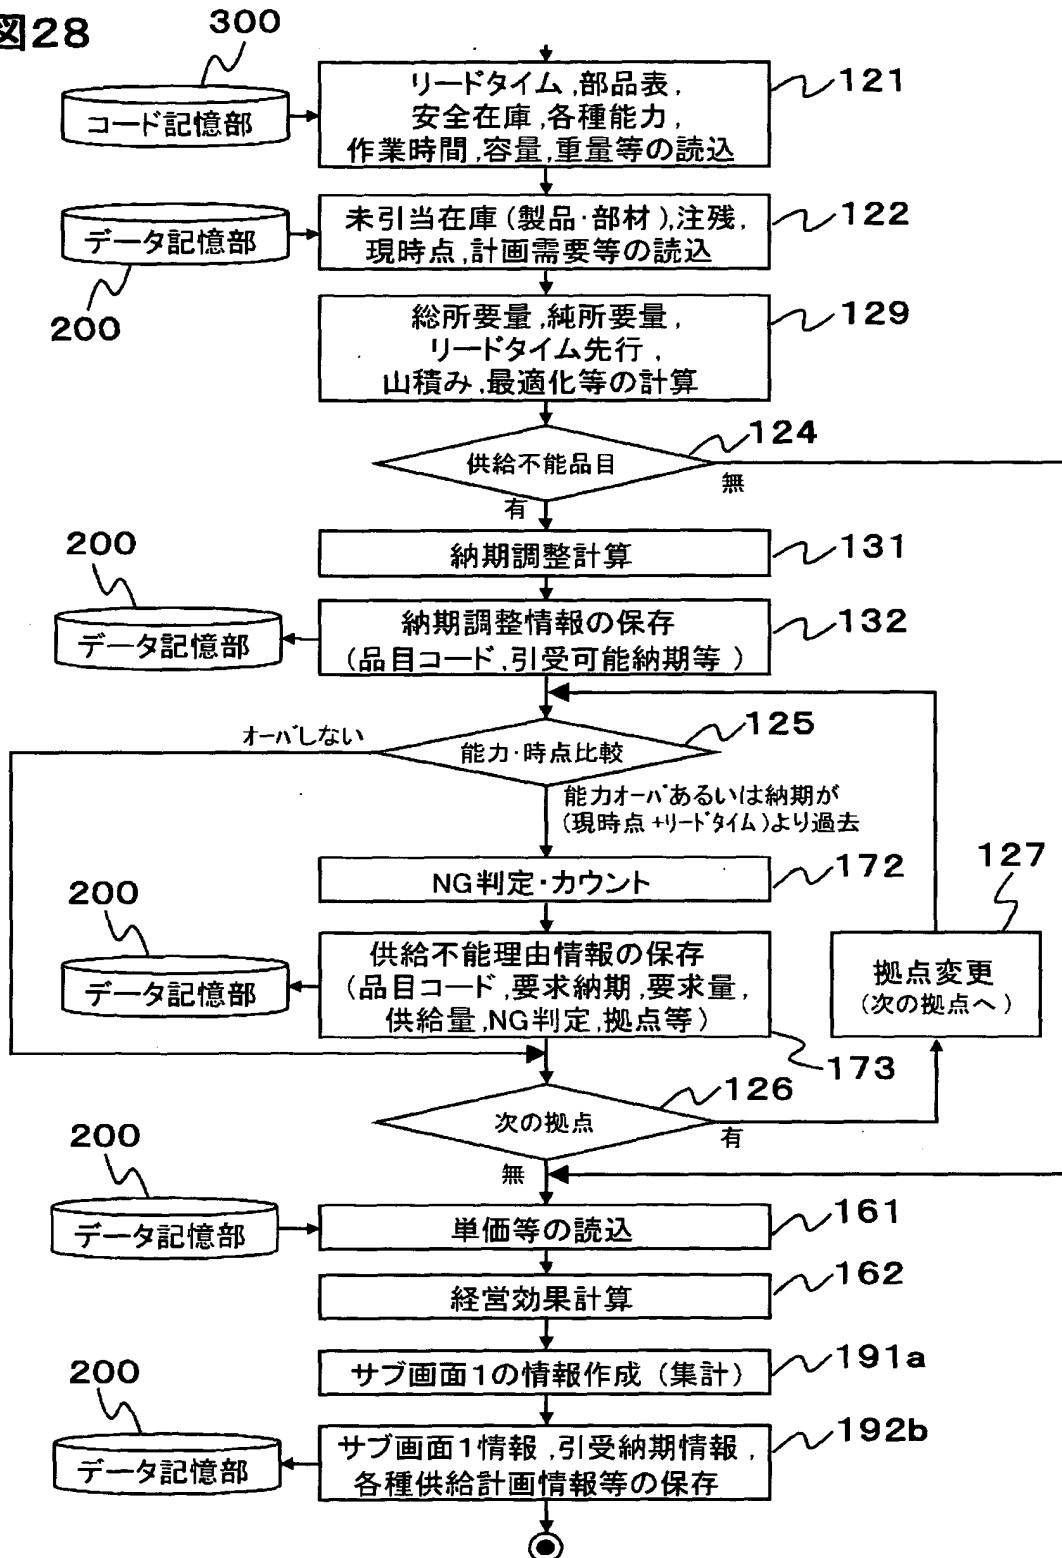 図28
300
コード記憶部
リードタイム,部品表,
安全在庫,各種能力,
作業時間,容量,重量等の読込
121
データ記憶部
200
未引当在庫(製品・部材),注残,
現時点,計画需要等の読込
122
総所要量,純所要量,
リードタイム先行,
山積み,最適化等の計算
129
供給不能品目
124
無
有
納期調整計算
131
200
データ記憶部
納期調整情報の保存
(品目コード,引受可能納期等)
132
オーバしない
能力・時点比較
125
能力オーバあるいは納期が
(現時点+リードタイム)より過去
NG判定・カウント
172
127
拠点変更
(次の拠点へ)
200
データ記憶部
供給不能理由情報の保存
(品目コード,要求納期,要求量,
供給量,NG判定,拠点等)
173
次の拠点
126
有
無
200
データ記憶部
単価等の読込
161
経営効果計算
162
サブ画面1の情報作成(集計)
191a
200
データ記憶部
サブ画面1情報,引受納期情報,
各種供給計画情報等の保存
192b